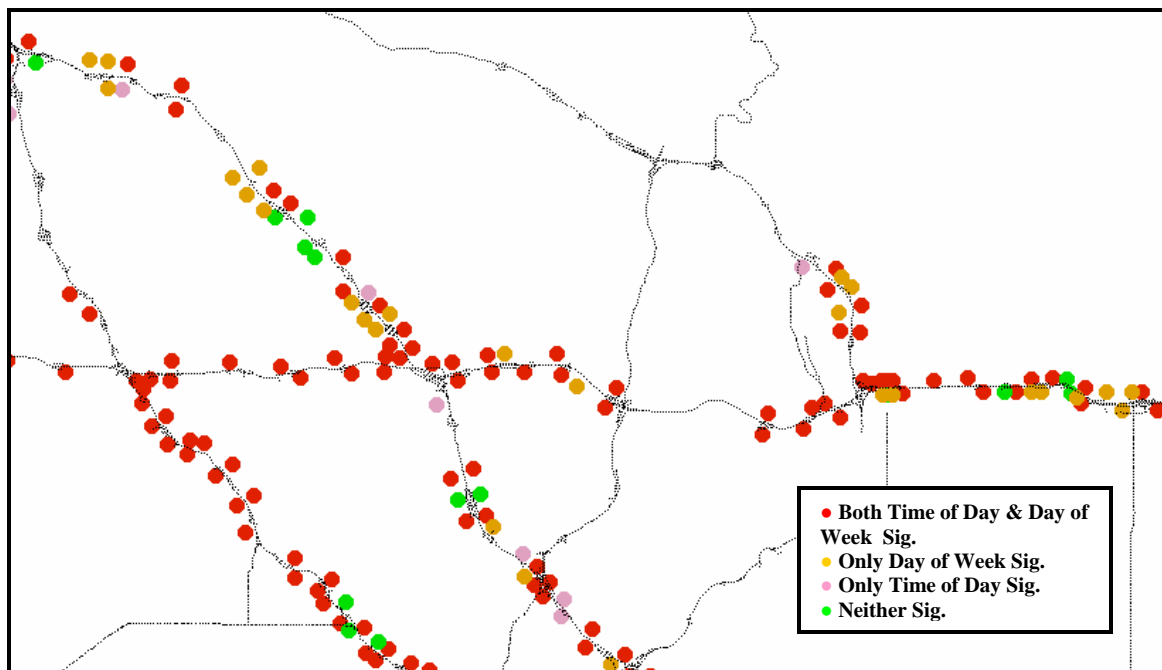 Both Time of Day & Day of
Week Sig.
Only Day of Week Sig.
Only Time of Day Sig.
Neither Sig.